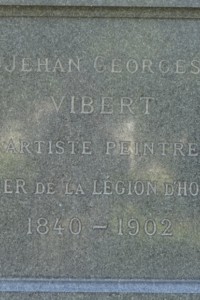 JEHAN GEORGES
VIBERT
ARTISTE PEINTRE
ER DE LA LÉGION D'HO
1840 - 1902